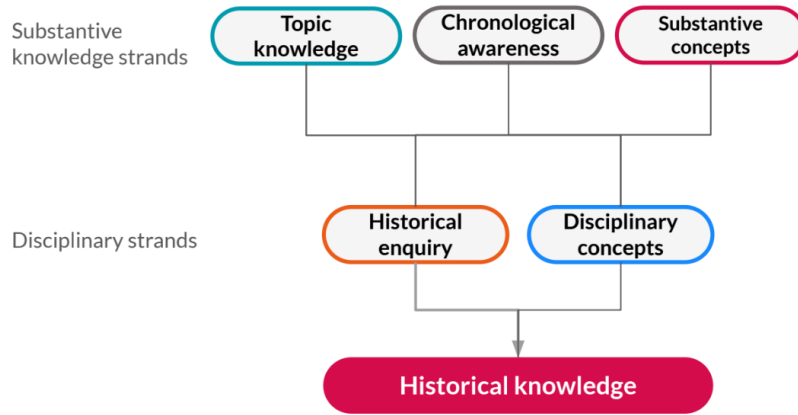 Substantive
knowledge strands
Topic
knowledge
Chronological
awareness
Substantive
concepts
Disciplinary strands
Historical
enquiry
Disciplinary
concepts
Historical knowledge